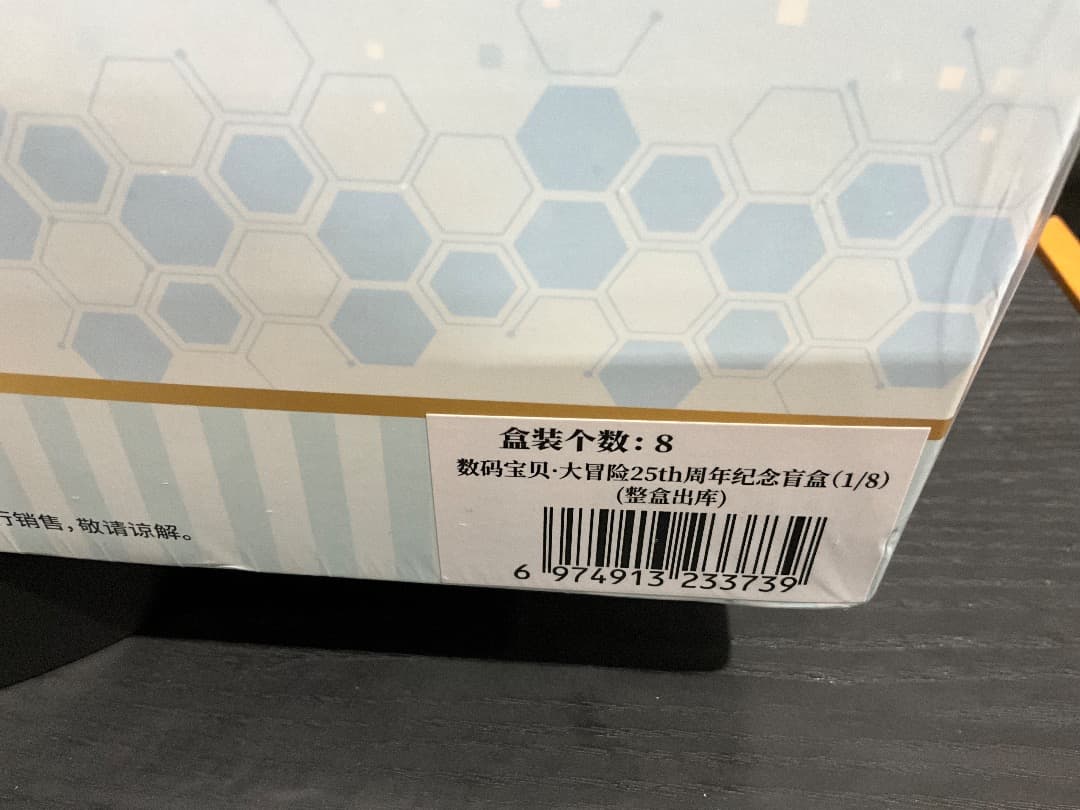 盒装个数：8
数码宝贝·大冒险25th周年纪念盲盒(1/8)
(整盒出库)
6 974913 233739
行销售，敬请谅解。